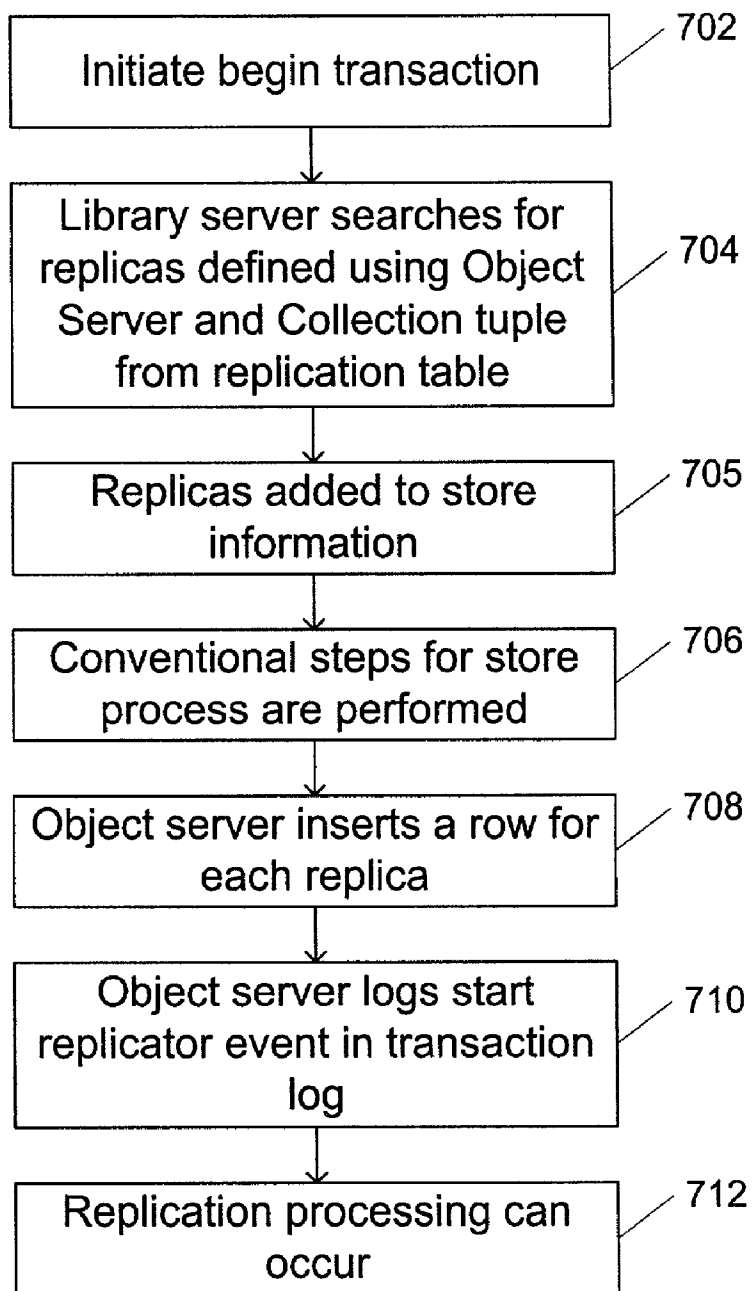 702
Initiate begin transaction
Library server searches for
replicas defined using Object
Server and Collection tuple
from replication table
704
705
Replicas added to store
information
706
Conventional steps for store
process are performed
708
Object server inserts a row for
each replica
Object server logs start
replicator event in transaction
log
710
712
Replication processing can
occur